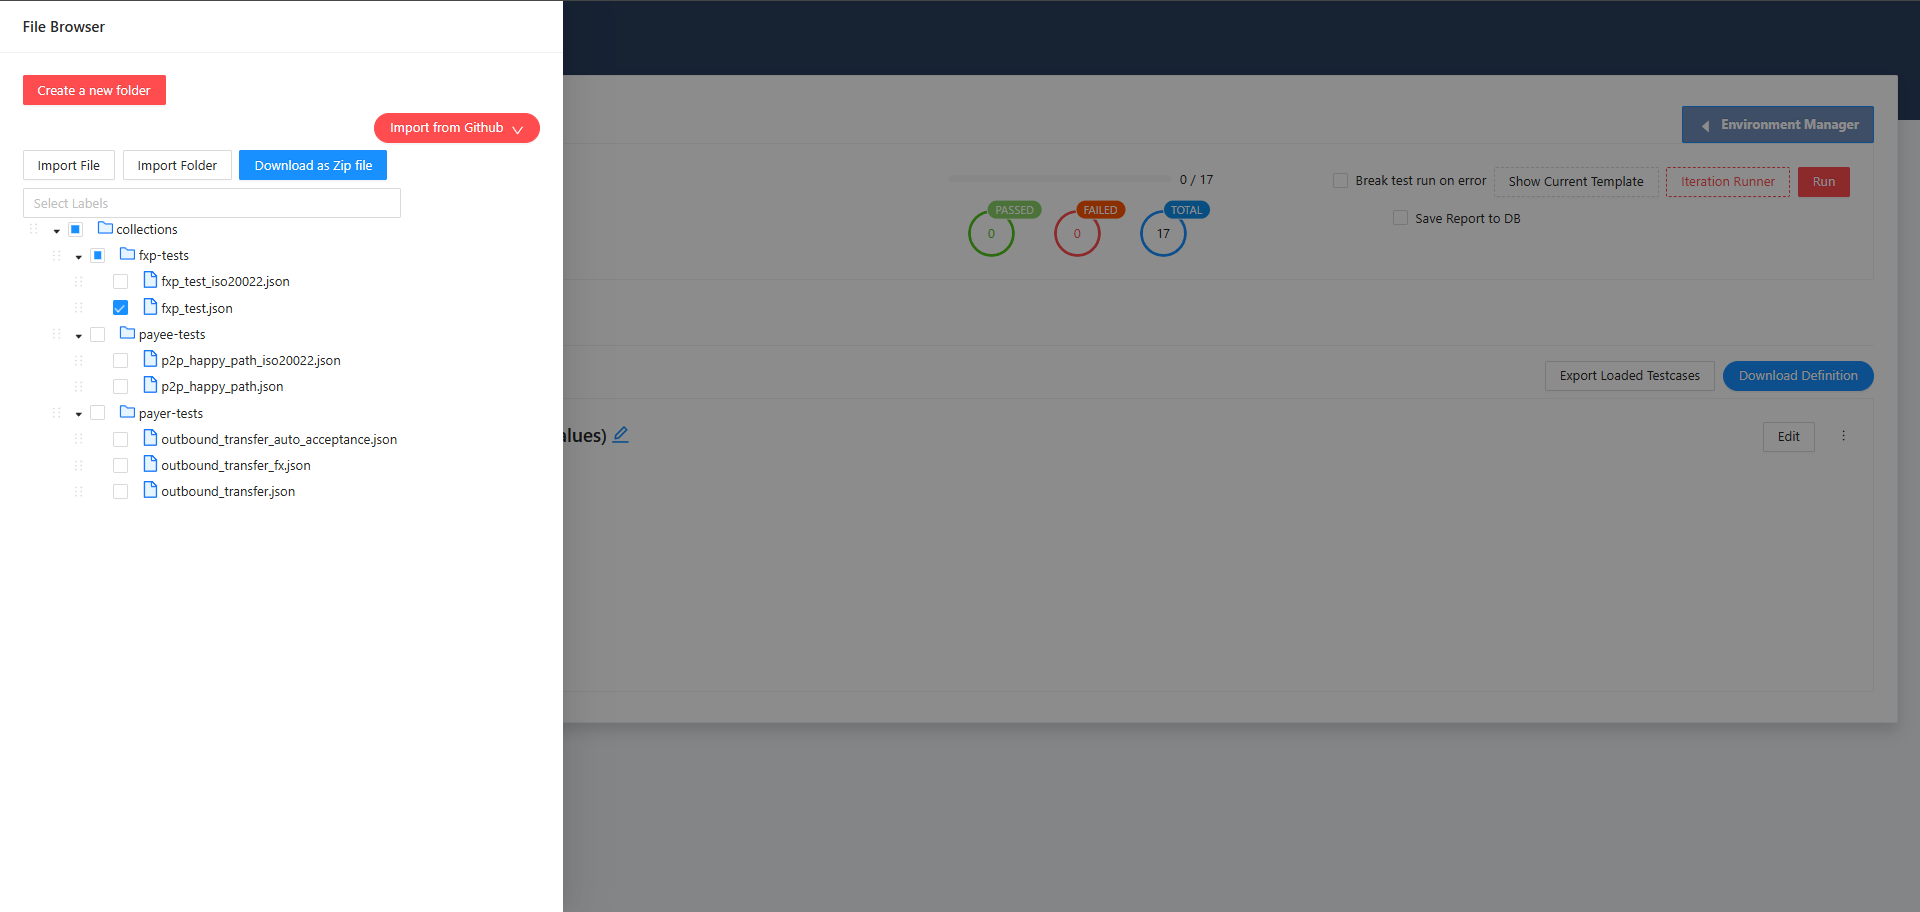 File Browser
Create a new folder
Import from Github
Environment Manager
Import File Import Folder Download as Zip file
0 / 17 Break test run on error Show Current Template Iteration Runner Run
Select Labels
PASSED FAILED TOTAL
Save Report to DB
0 0 17
collections
fxp-tests
fxp_test_iso20022.json
fxp_test.json
payee-tests
p2p_happy_path_iso20022.json
p2p_happy_path.json
Export Loaded Testcases Download Definition
payer-tests
outbound_transfer_auto_acceptance.json
alues) Edit
outbound_transfer_fx.json
outbound_transfer.json